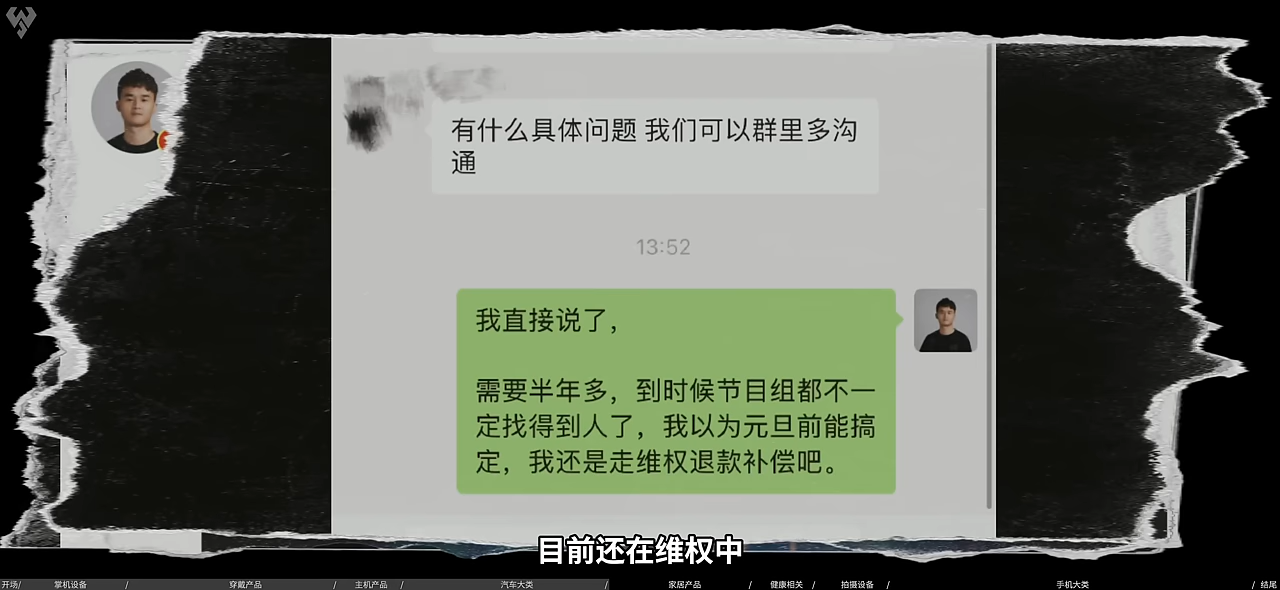 有什么具体问题 我们可以群里多沟
通
13:52
我直接说了，
需要半年多，到时候节目组都不一
定找得到人了，我以为元旦前能搞
定，我还是走维权退款补偿吧。
目前还在维权中
开场/ 掌机设备 / 穿戴产品 / 主机产品 / 汽车大类 / 家居产品 / 健康相关 / 拍摄设备 / 手机大类 / 结尾